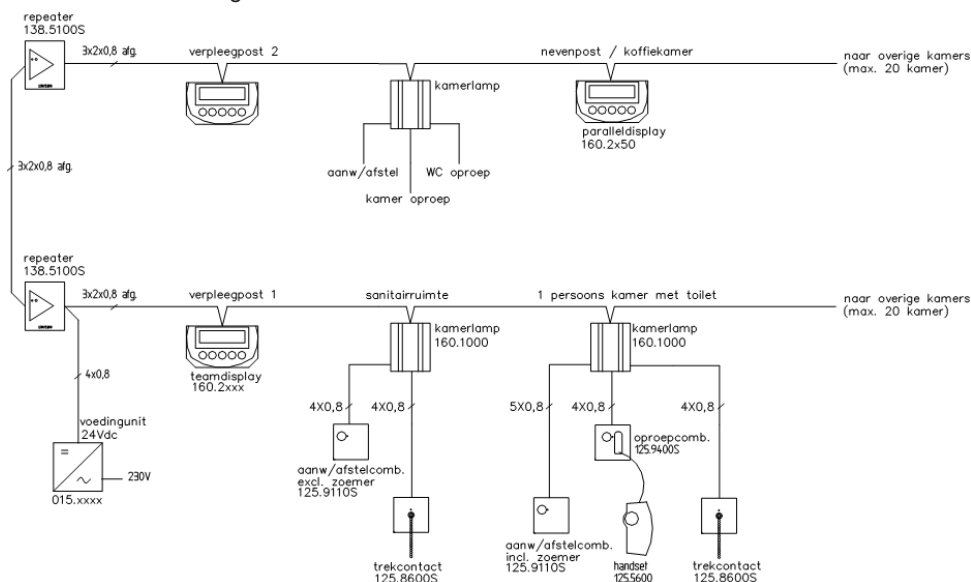 repeater
138.5100S
3x2x0,8 afg.
verpleegpost 2
nevenpost / koffiekamer
naar overige kamers
(max. 20 kamer)
kamerlamp
paralleldisplay
160.2x50
aanw/afstel
WC oproep
kamer oproep
3x2x0,8 afg.
repeater
138.5100S
3x2x0,8 afg.
verpleegpost 1
sanitairruimte
1 persoons kamer met toilet
naar overige kamers
(max. 20 kamer)
kamerlamp
160.1000
kamerlamp
160.1000
teamdisplay
160.2xxx
4x0,8
4X0,8
4X0,8
5X0,8
4X0,8
4X0,8
voedingunit
24Vdc
230V
015.xxxx
oproepcomb.
125.9400S
aanw/afstelcomb.
excl. zoemer
125.9110S
trekcontact
125.8600S
aanw/afstelcomb.
incl. zoemer
125.9110S
handset
125.5600
trekcontact
125.8600S